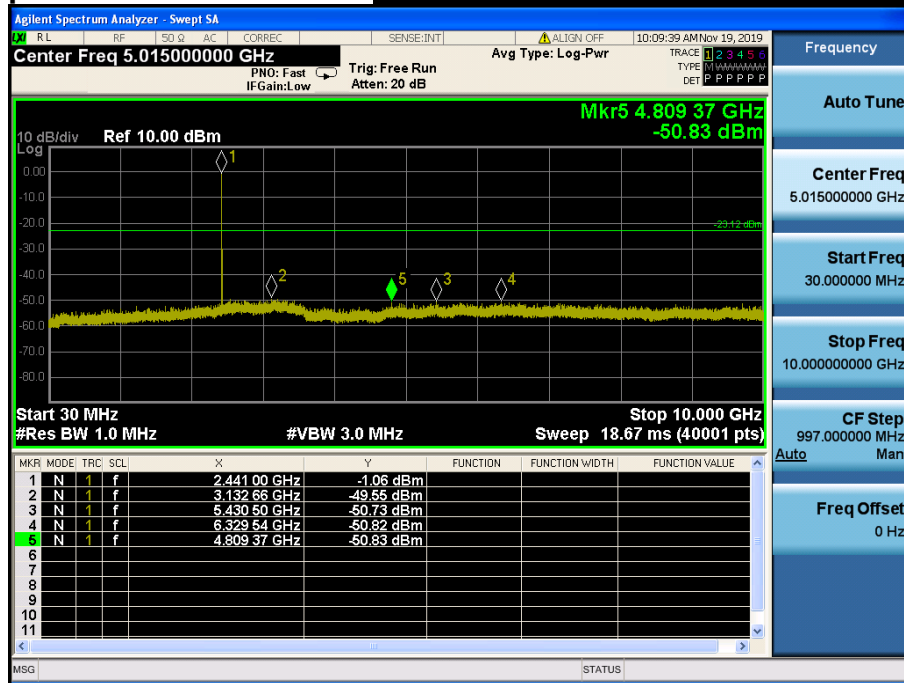 Agilent Spectrum Analyzer - Swept SA
LXI RL RF 50 Ω AC CORREC SENSE:INT ALIGN OFF 10:09:39 AM Nov 19, 2019
Center Freq 5.015000000 GHz
PNO: Fast
IFGain:Low
Trig: Free Run
Atten: 20 dB
Avg Type: Log-Pwr
TRACE 1 2 3 4 5 6
TYPE M WWWWW
DET P P P P P P
Mkr5 4.809 37 GHz
-50.83 dBm
10 dB/div Ref 10.00 dBm
Log
0.00
-10.0
-20.0
-30.0
-40.0
-50.0
-60.0
-70.0
-80.0
-23.12 dBm
1
2
5
3
4
Start 30 MHz Stop 10.000 GHz
#Res BW 1.0 MHz #VBW 3.0 MHz Sweep 18.67 ms (40001 pts)
MKR MODE TRC SCL X Y FUNCTION FUNCTION WIDTH FUNCTION VALUE
1 N 1 f 2.441 00 GHz -1.06 dBm
2 N 1 f 3.132 66 GHz -49.55 dBm
3 N 1 f 5.430 50 GHz -50.73 dBm
4 N 1 f 6.329 54 GHz -50.82 dBm
5 N 1 f 4.809 37 GHz -50.83 dBm
6
7
8
9
10
11
MSG STATUS
Frequency
Auto Tune
Center Freq
5.015000000 GHz
Start Freq
30.000000 MHz
Stop Freq
10.000000000 GHz
CF Step
997.000000 MHz
Auto Man
Freq Offset
0 Hz